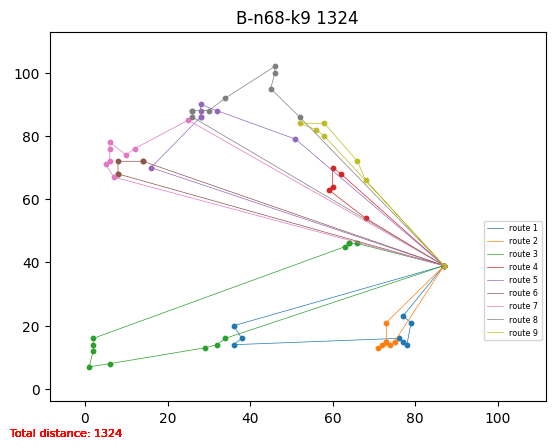 B-n68-k9 1324
100
80
60
40
20
0
0 20 40 60 80 100
route 1
route 2
route 3
route 4
route 5
route 6
route 7
route 8
route 9
Total distance: 1324